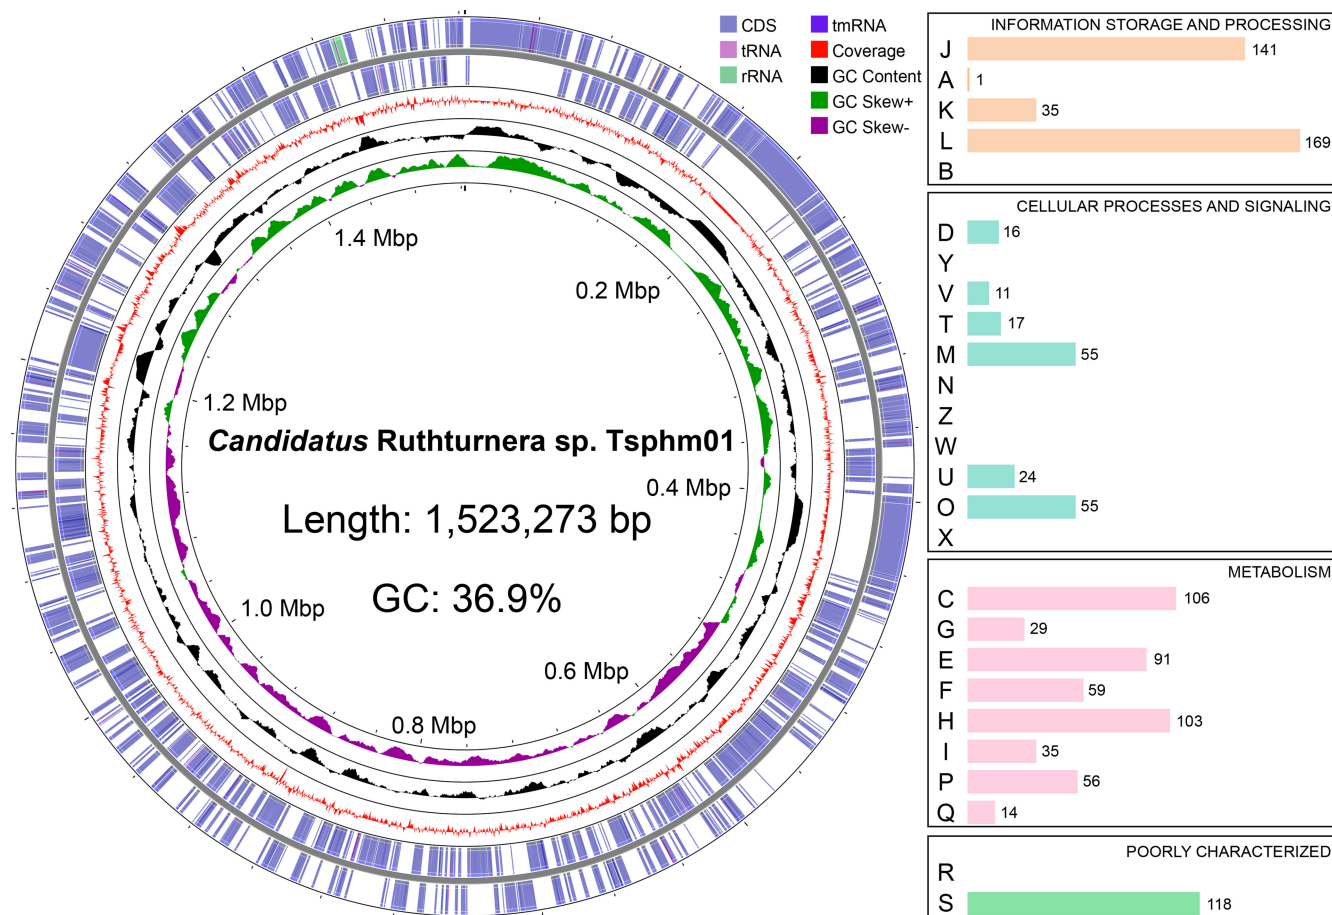 CDS
tRNA
rRNA
tmRNA
Coverage
GC Content
GC Skew+
GC Skew-
1.4 Mbp
0.2 Mbp
1.2 Mbp
Candidatus Ruthturnera sp. Tsphm01
0.4 Mbp
Length: 1,523,273 bp
GC: 36.9%
1.0 Mbp
0.6 Mbp
0.8 Mbp
INFORMATION STORAGE AND PROCESSING
J 141
A 1
K 35
L 169
B
CELLULAR PROCESSES AND SIGNALING
D 16
Y
V 11
T 17
M 55
N
Z
W
U 24
O 55
X
METABOLISM
C 106
G 29
E 91
F 59
H 103
I 35
P 56
Q 14
POORLY CHARACTERIZED
R
S 118